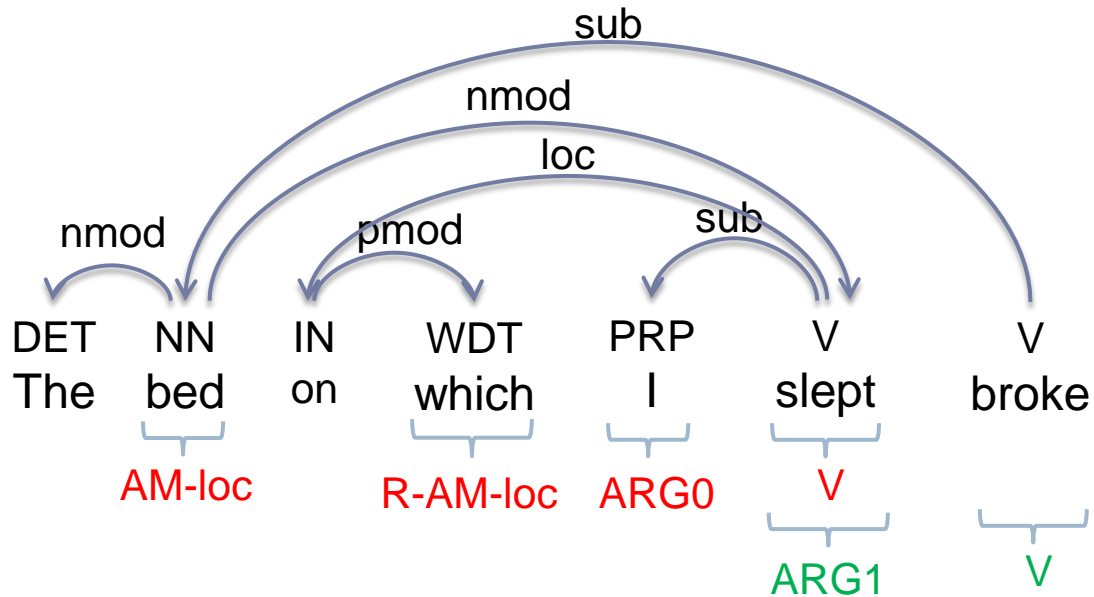 sub
nmod
loc
nmod pmod sub
DET NN IN WDT PRP V V
The bed on which I slept broke
AM-loc R-AM-loc ARG0 V
ARG1 V